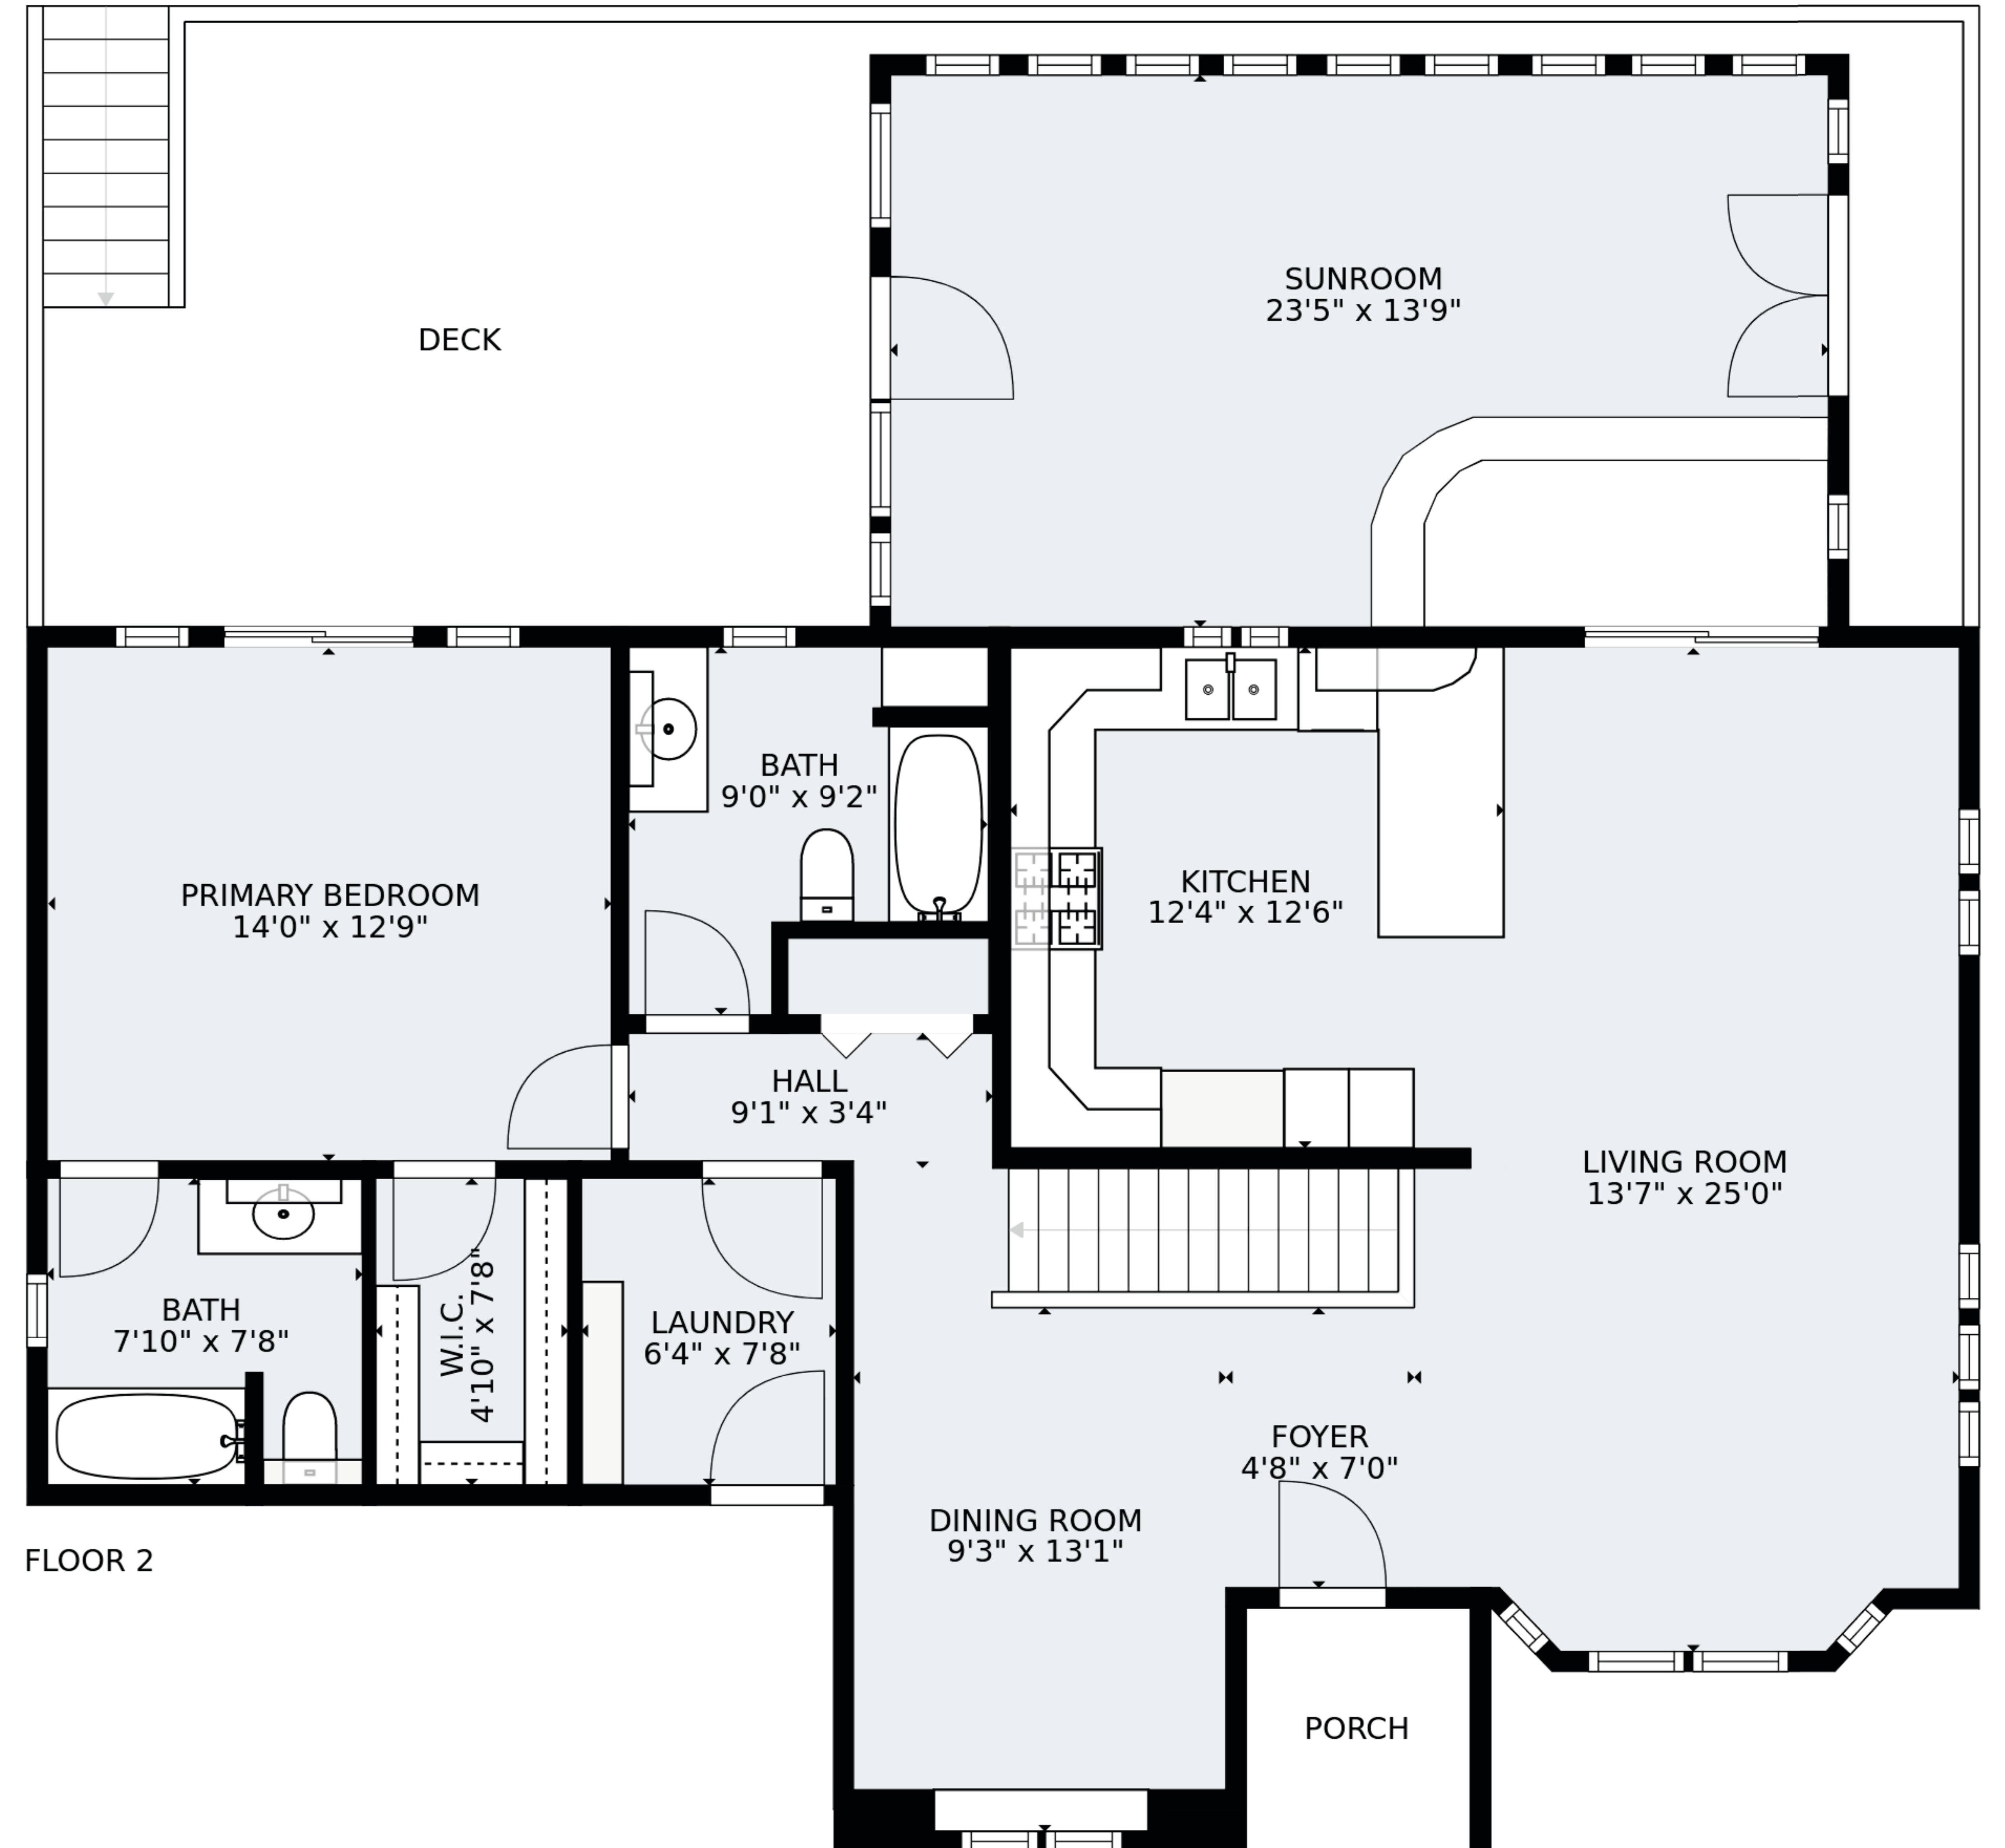 SUNROOM
23'5" x 13'9"
DECK
BATH
9'0" x 9'2"
PRIMARY BEDROOM
14'0" x 12'9"
KITCHEN
12'4" x 12'6"
HALL
9'1" x 3'4"
LIVING ROOM
13'7" x 25'0"
BATH
7'10" x 7'8"
W.I.C.
4'10" x 7'8"
LAUNDRY
6'4" x 7'8"
FOYER
4'8" x 7'0"
DINING ROOM
9'3" x 13'1"
FLOOR 2
PORCH